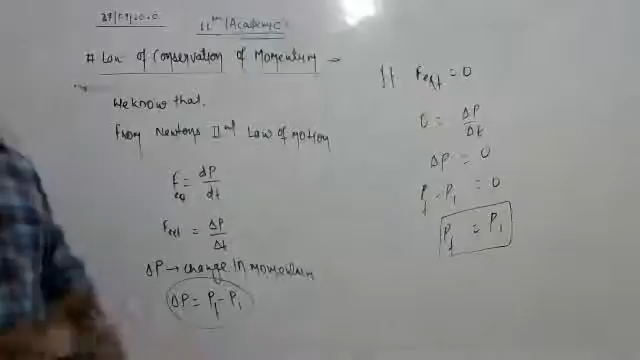 11th (Academic)
# Law of Conservation of Momentum →
We know that,
from Newtons IInd Law of motion
F = dP/dt
Fext = ΔP/Δt
ΔP → change in momentum
ΔP = Pf - Pi
If Fext = 0
0 = ΔP/Δt
ΔP = 0
Pf - Pi = 0
Pf = Pi